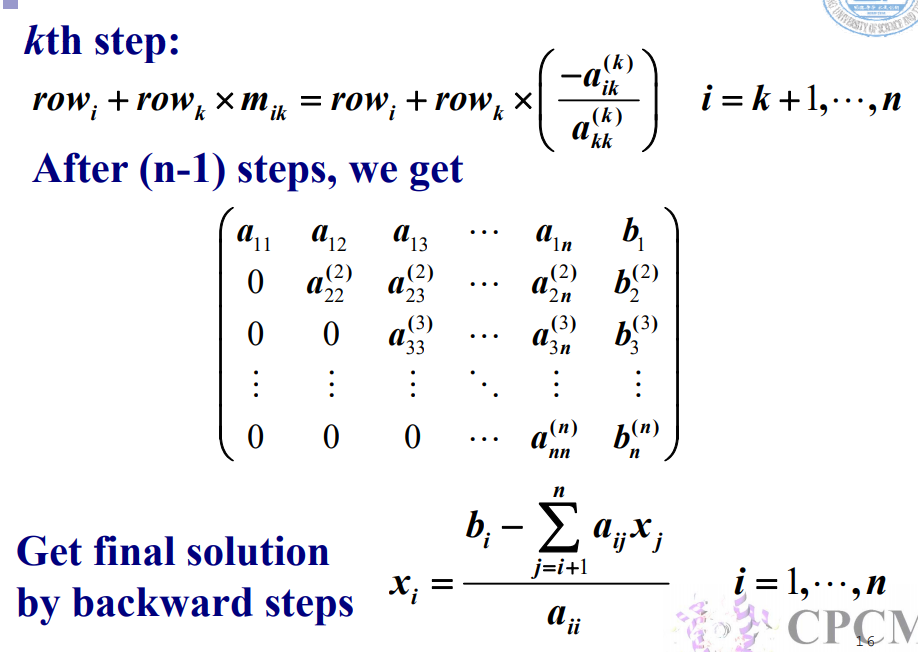 kth step:
row_i + row_k × m_ik = row_i + row_k × ( −a_ik^(k) / a_kk^(k) )   i = k + 1, ⋯, n
After (n-1) steps, we get
a_11 a_12 a_13 ⋯ a_1n b_1
0 a_22^(2) a_23^(2) ⋯ a_2n^(2) b_2^(2)
0 0 a_33^(3) ⋯ a_3n^(3) b_3^(3)
⋮ ⋮ ⋮ ⋱ ⋮ ⋮
0 0 0 ⋯ a_nn^(n) b_n^(n)
Get final solution
by backward steps
x_i = ( b_i − ∑_{j=i+1}^{n} a_ij x_j ) / a_ii   i = 1, ⋯, n
CPCM
16